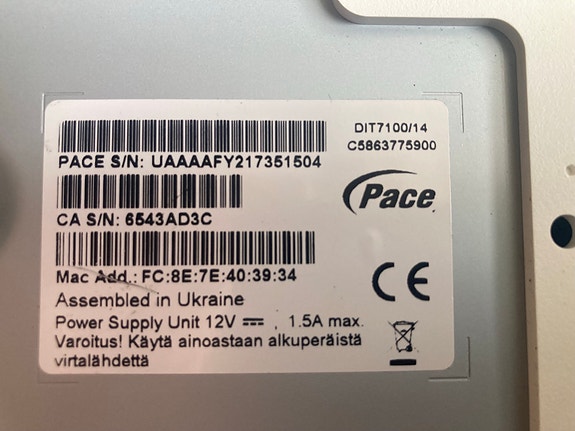 DIT7100/14
C5863775900
PACE S/N: UAAAAFY217351504
Pace
CA S/N: 6543AD3C
Mac Add.: FC:8E:7E:40:39:34
CE
Assembled in Ukraine
Power Supply Unit 12V ⎓ , 1.5A max.
Varoitus! Käytä ainoastaan alkuperäistä
virtalähdettä